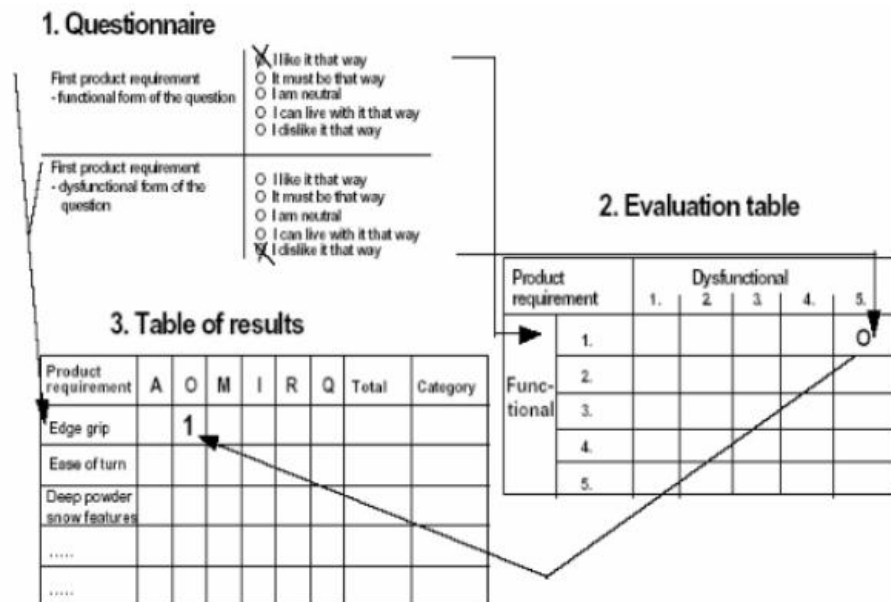 1. Questionnaire
First product requirement
- functional form of the question
I like it that way
O It must be that way
O I am neutral
O I can live with it that way
O I dislike it that way
First product requirement
- dysfunctional form of the
question
O I like it that way
O It must be that way
O I am neutral
O I can live with it that way
I dislike it that way
2. Evaluation table
Product
requirement
Dysfunctional
1. 2. 3. 4. 5.
Func-
tional
1. O
2.
3.
4.
5.
3. Table of results
Product
requirement A O M I R Q Total Category
Edge grip 1
Ease of turn
Deep powder
snow features
.....
.....